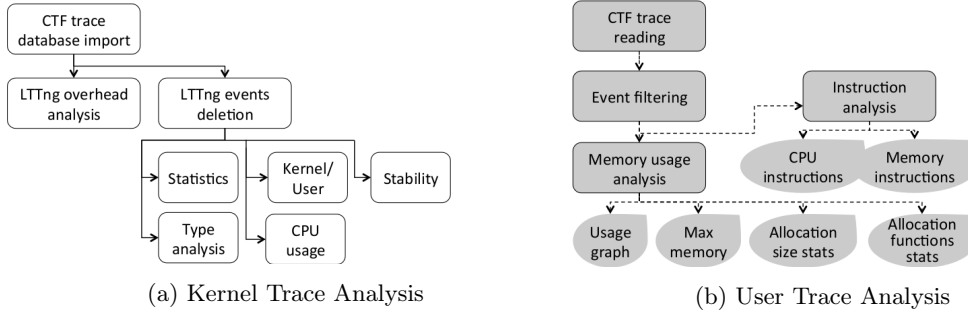 CTF trace
database import
LTTng overhead
analysis
LTTng events
deletion
Statistics
Kernel/
User
Stability
Type
analysis
CPU
usage
(a) Kernel Trace Analysis
CTF trace
reading
Event filtering
Instruction
analysis
Memory usage
analysis
CPU
instructions
Memory
instructions
Usage
graph
Max
memory
Allocation
size stats
Allocation
functions
stats
(b) User Trace Analysis